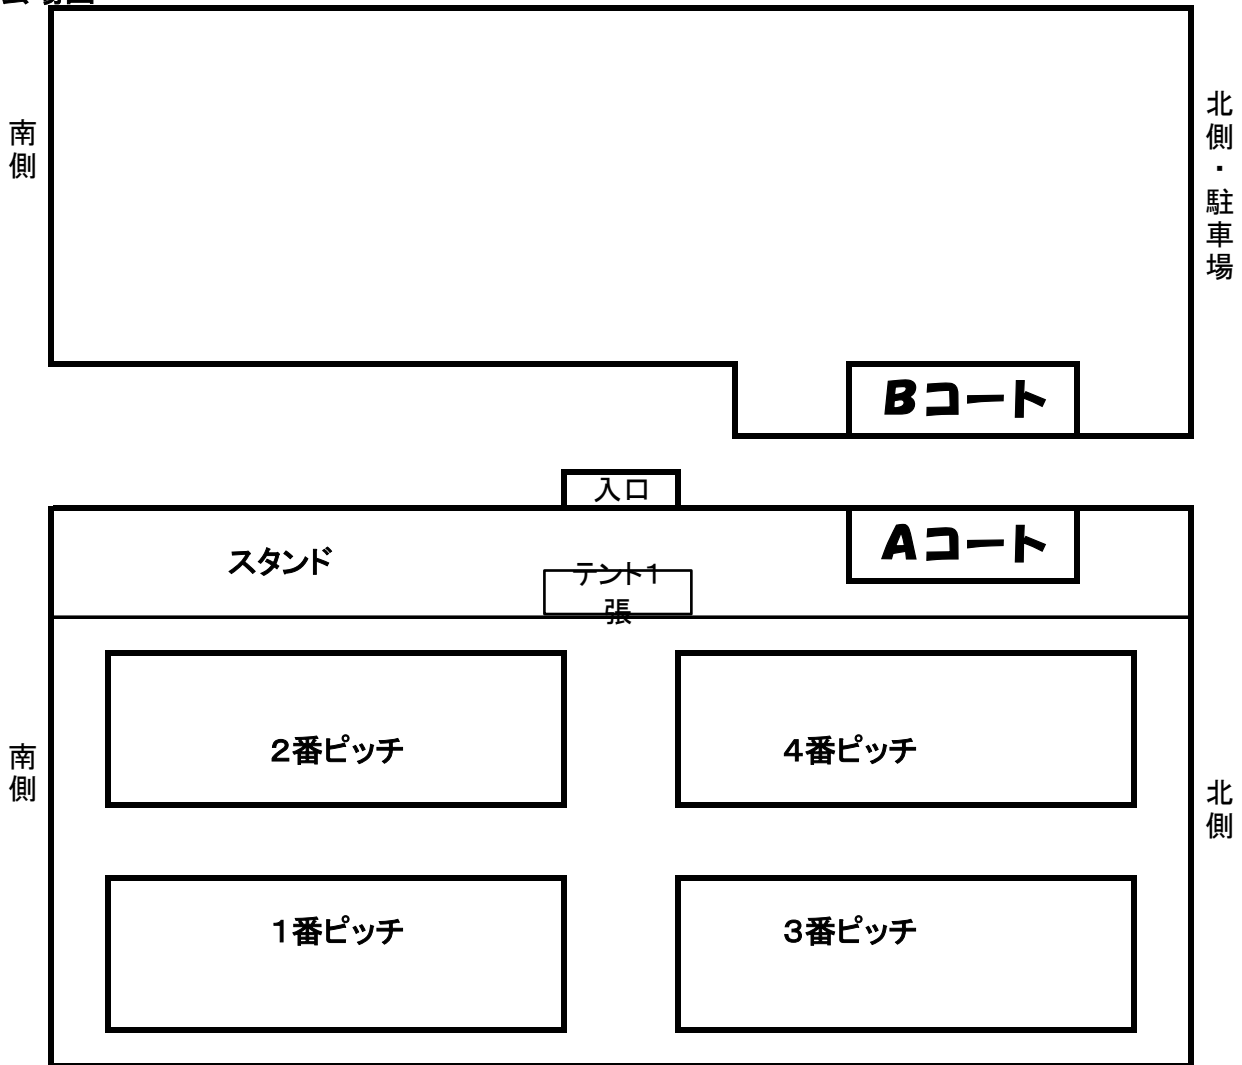 南側
北側・駐車場
Bコート
入口
Aコート
スタンド
テント1
張
2番ピッチ
4番ピッチ
南側
北側
1番ピッチ
3番ピッチ